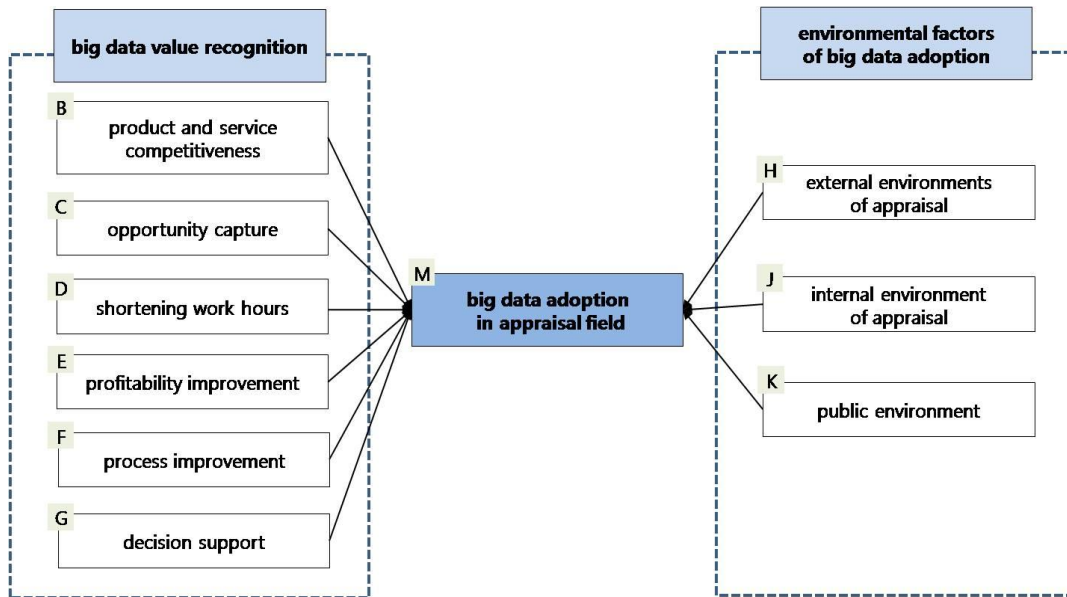 big data value recognition
B
product and service
competitiveness
C
opportunity capture
D
shortening work hours
E
profitability improvement
F
process improvement
G
decision support
M
big data adoption
in appraisal field
environmental factors
of big data adoption
H
external environments
of appraisal
J
internal environment
of appraisal
K
public environment